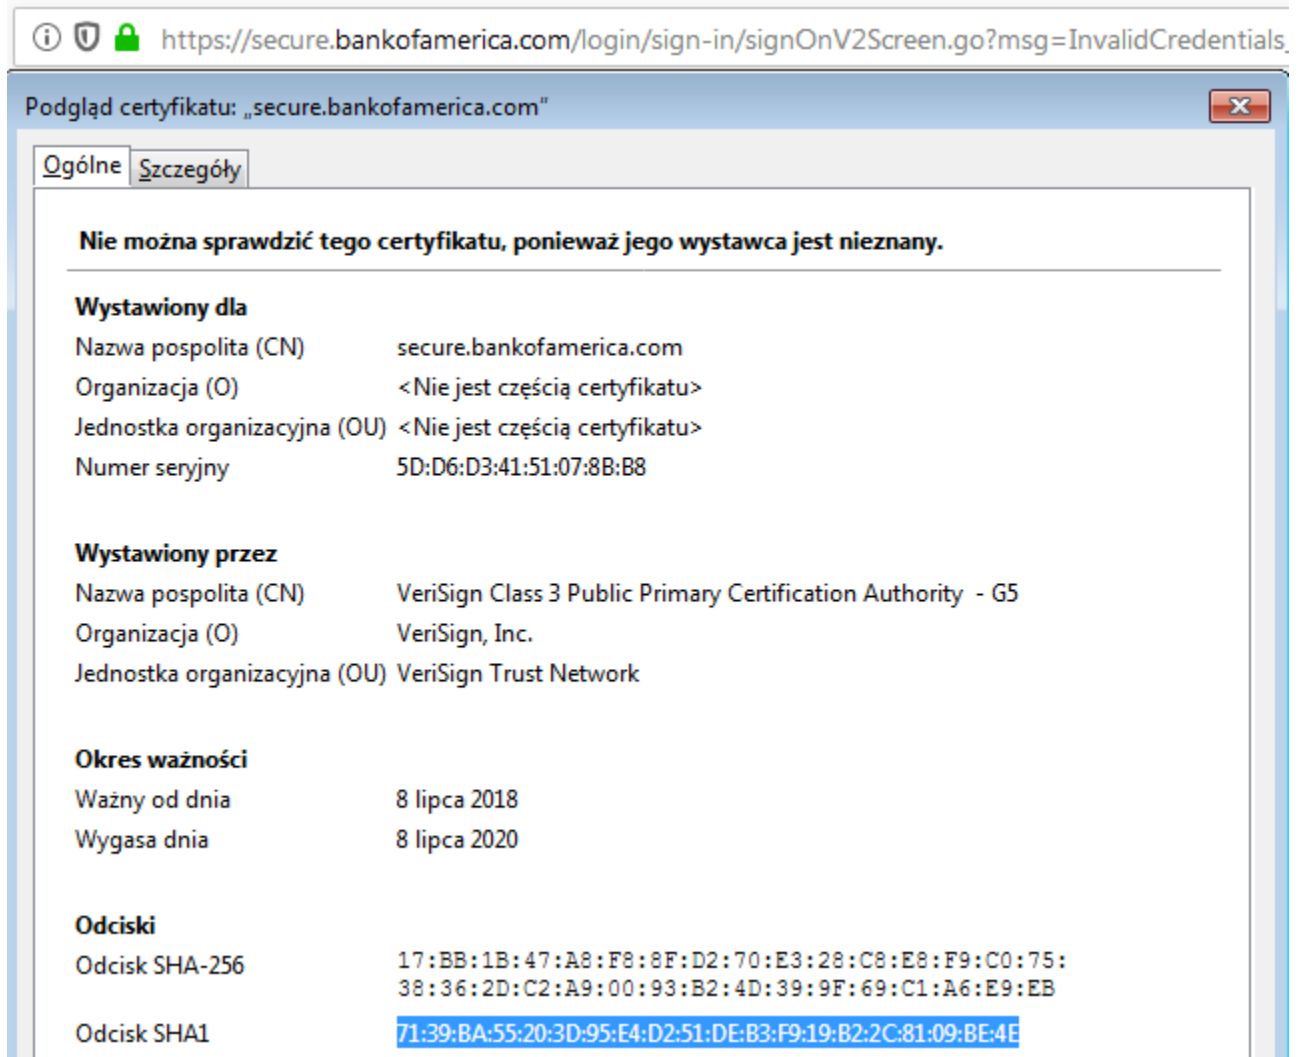 https://secure.bankofamerica.com/login/sign-in/signOnV2Screen.go?msg=InvalidCredentials_
Podgląd certyfikatu: „secure.bankofamerica.com”
Ogólne Szczegóły
Nie można sprawdzić tego certyfikatu, ponieważ jego wystawca jest nieznany.
Wystawiony dla
Nazwa pospolita (CN) secure.bankofamerica.com
Organizacja (O) <Nie jest częścią certyfikatu>
Jednostka organizacyjna (OU) <Nie jest częścią certyfikatu>
Numer seryjny 5D:D6:D3:41:51:07:8B:B8
Wystawiony przez
Nazwa pospolita (CN) VeriSign Class 3 Public Primary Certification Authority - G5
Organizacja (O) VeriSign, Inc.
Jednostka organizacyjna (OU) VeriSign Trust Network
Okres ważności
Ważny od dnia 8 lipca 2018
Wygasa dnia 8 lipca 2020
Odciski
Odcisk SHA-256 17:BB:1B:47:A8:F8:8F:D2:70:E3:28:C8:E8:F9:C0:75:
38:36:2D:C2:A9:00:93:B2:4D:39:9F:69:C1:A6:E9:EB
Odcisk SHA1 71:39:BA:55:20:3D:95:E4:D2:51:DE:B3:F9:19:B2:2C:81:09:BE:4E